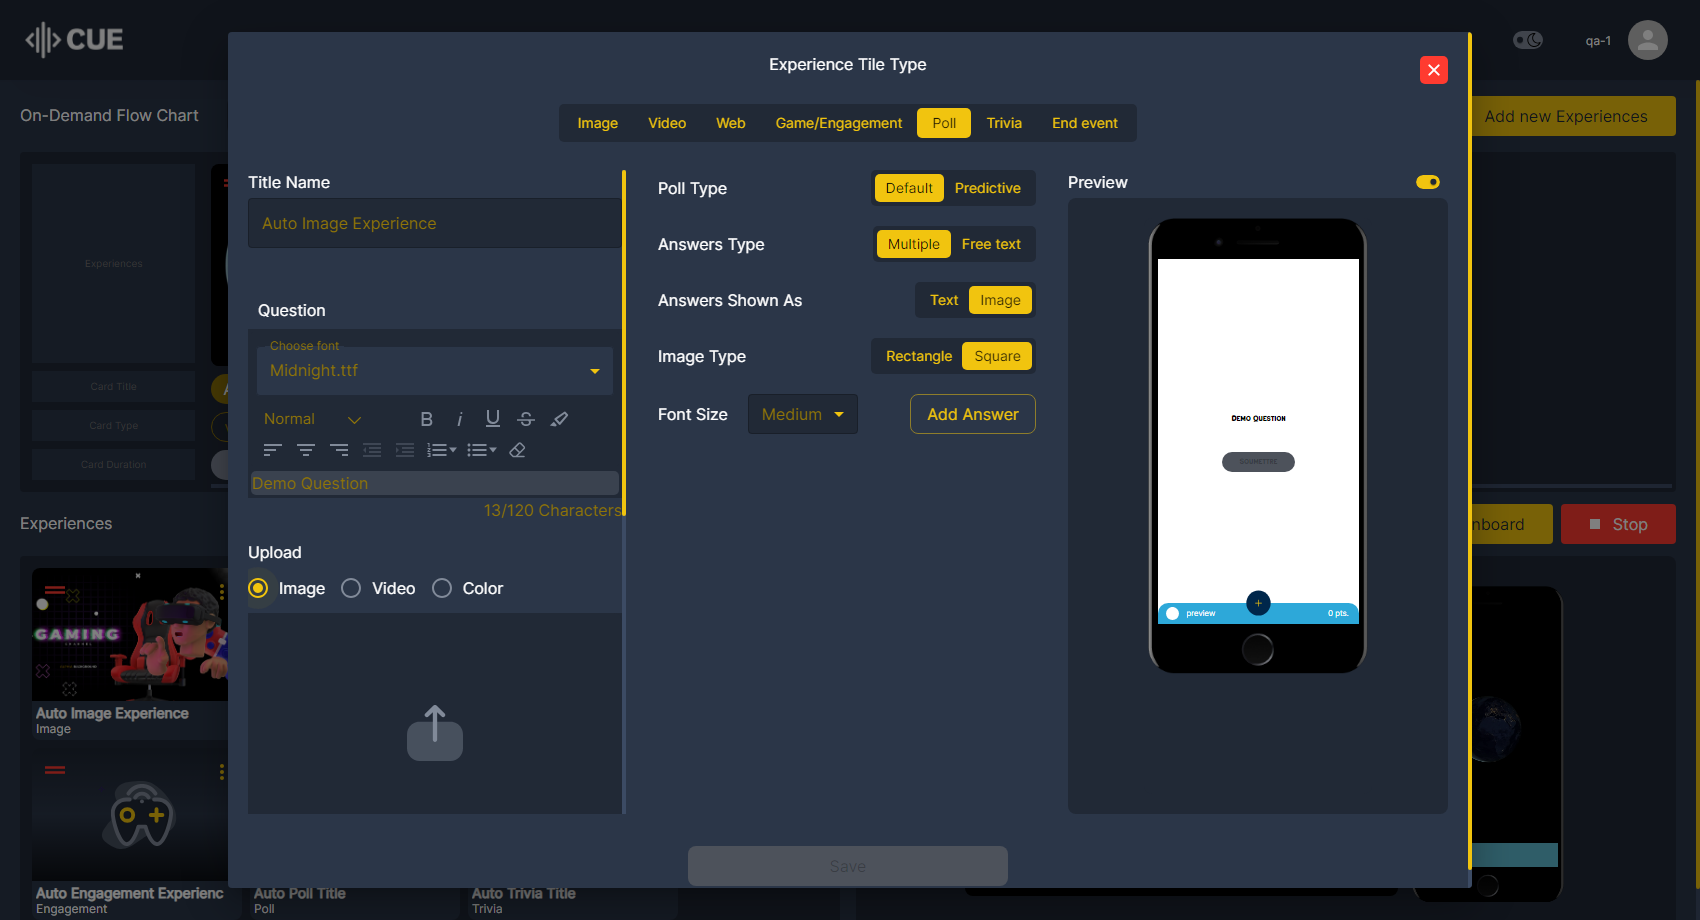 CUE
qa-1
On-Demand Flow Chart
Add new Experiences
Experiences
Card Title
Card Type
Card Duration
Experiences
board
Stop
GAMING
Auto Image Experience
Image
Auto Engagement Experienc
Engagement
Auto Poll Title
Poll
Auto Trivia Title
Trivia
Experience Tile Type
Image
Video
Web
Game/Engagement
Poll
Trivia
End event
Title Name
Auto Image Experience
Question
Choose font
Midnight.ttf
Normal
B i U S
Demo Question
13/120 Characters
Upload
Image
Video
Color
Poll Type
Default
Predictive
Answers Type
Multiple
Free text
Answers Shown As
Text
Image
Image Type
Rectangle
Square
Font Size
Medium
Add Answer
Preview
Demo Question
preview
0 pts.
Save